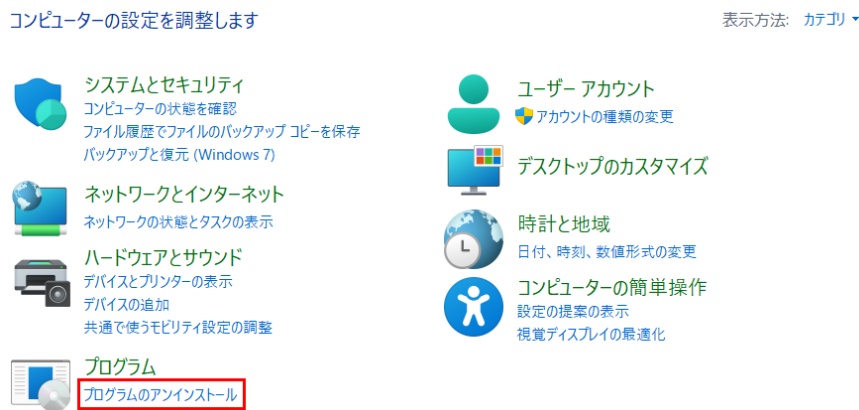 コンピューターの設定を調整します
表示方法: カテゴリ
システムとセキュリティ
コンピューターの状態を確認
ファイル履歴でファイルのバックアップ コピーを保存
バックアップと復元 (Windows 7)
ネットワークとインターネット
ネットワークの状態とタスクの表示
ハードウェアとサウンド
デバイスとプリンターの表示
デバイスの追加
共通で使うモビリティ設定の調整
プログラム
プログラムのアンインストール
ユーザー アカウント
アカウントの種類の変更
デスクトップのカスタマイズ
時計と地域
日付、時刻、数値形式の変更
コンピューターの簡単操作
設定の提案の表示
視覚ディスプレイの最適化